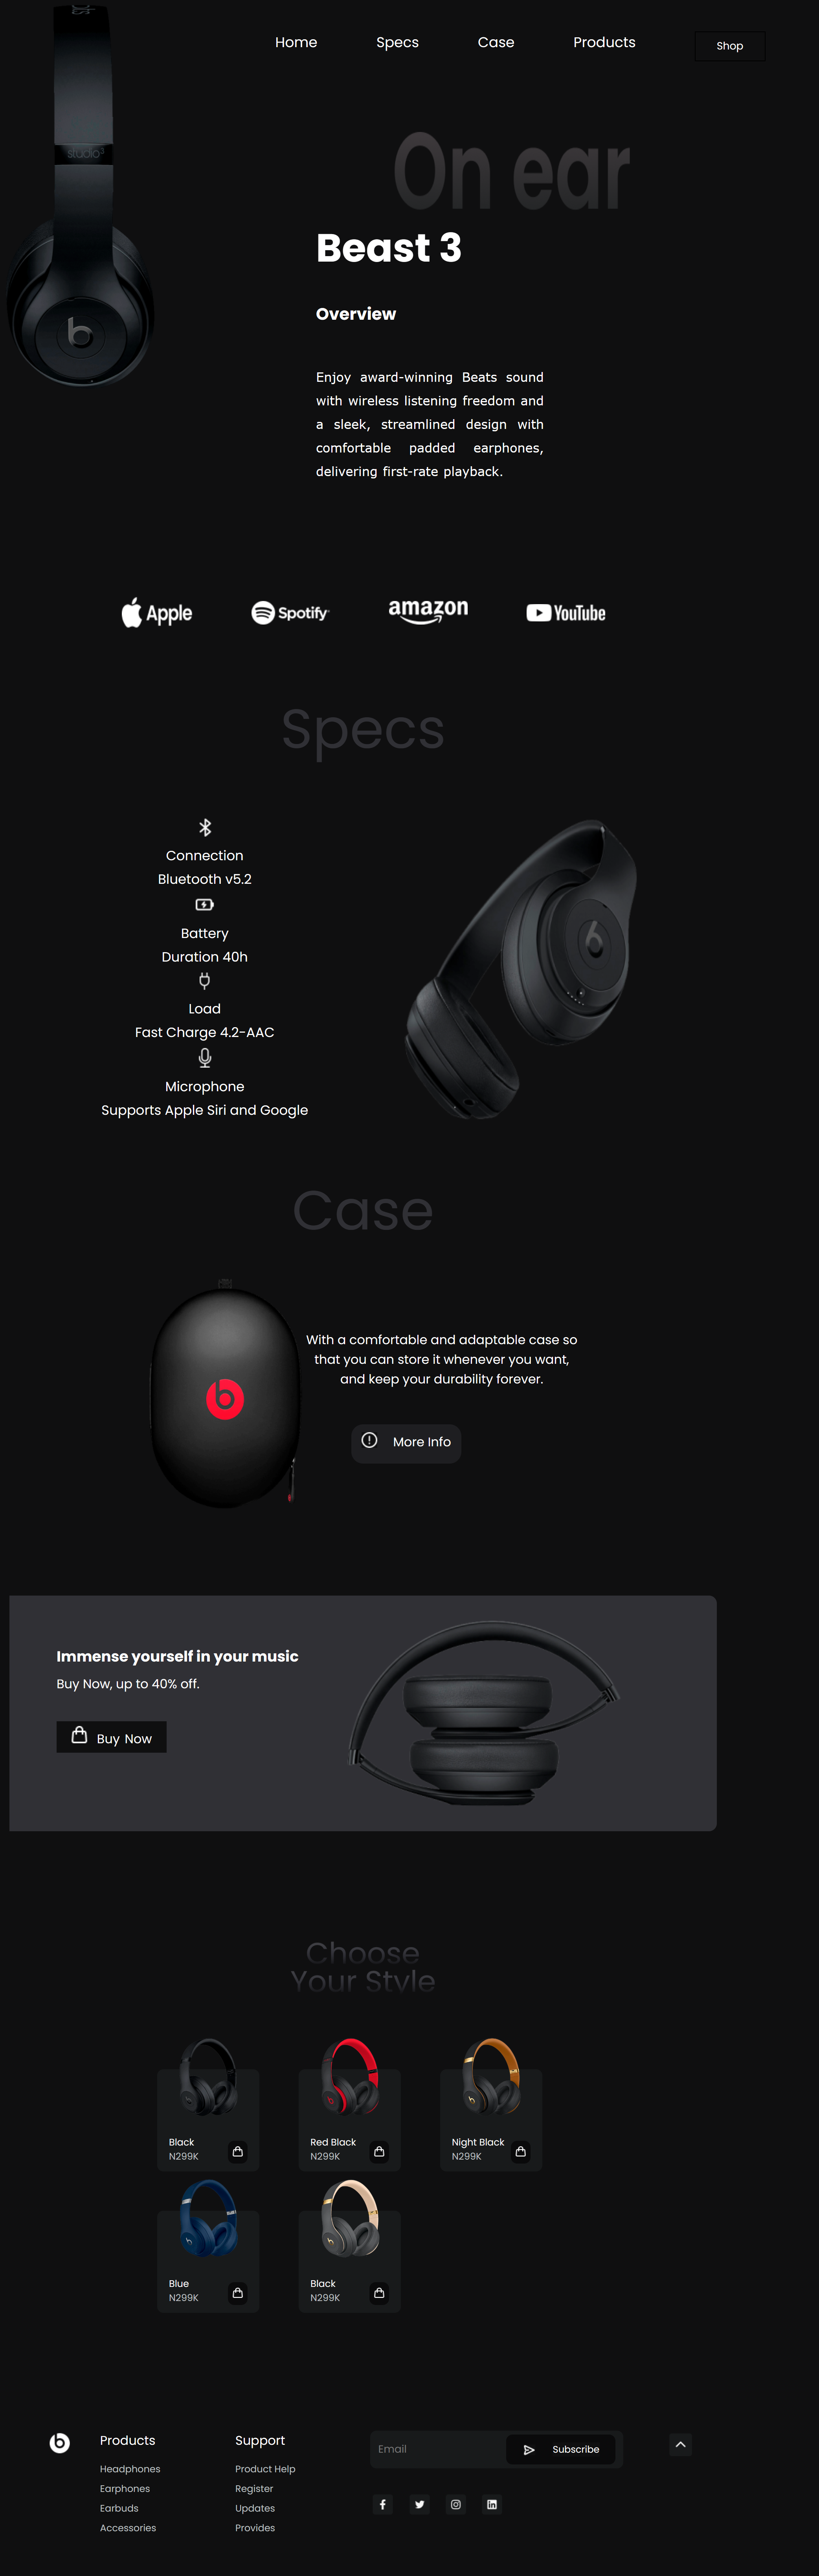 Home
Specs
Case
Products
Shop
studio³
On ear
Beast 3
Overview
Enjoy award-winning Beats sound
with wireless listening freedom and
a sleek, streamlined design with
comfortable padded earphones,
delivering first-rate playback.
Apple
Spotify
amazon
YouTube
Specs
Connection
Bluetooth v5.2
Battery
Duration 40h
Load
Fast Charge 4.2-AAC
Microphone
Supports Apple Siri and Google
Case
With a comfortable and adaptable case so
that you can store it whenever you want,
and keep your durability forever.
More Info
Immense yourself in your music
Buy Now, up to 40% off.
Buy Now
Choose
Your Style
Black
N299K
Red Black
N299K
Night Black
N299K
Blue
N299K
Black
N299K
Products
Headphones
Earphones
Earbuds
Accessories
Support
Product Help
Register
Updates
Provides
Email
Subscribe